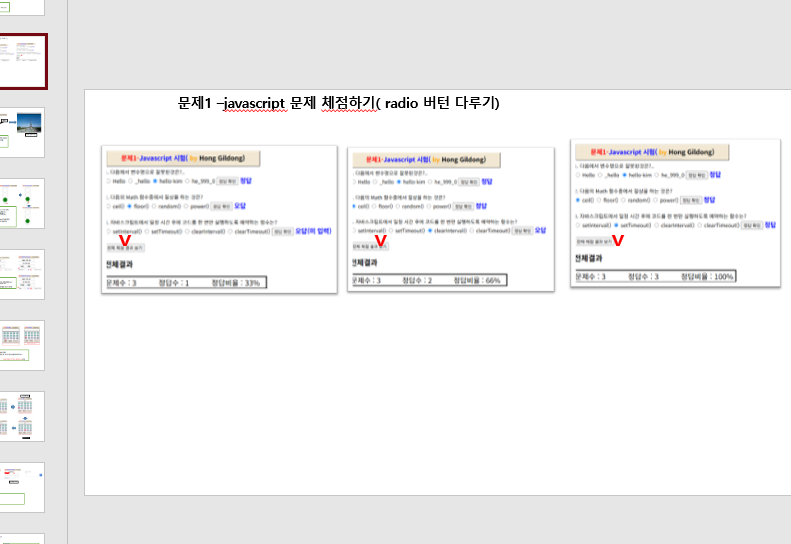 문제1 –javascript 문제 체점하기( radio 버턴 다루기)
문제1-Javascript 시험( by Hong Gildong)
1. 다음에서 변수명으로 잘못된것은?.
Hello _hello hello-kim he_999_0 정답 확인 정답
2. 다음의 Math 함수중에서 일상을 하는 것은?
ceil() floor() random() power() 정답 확인 오답
3. 자바스크립트에서 일정 시간 후에 코드를 한 번만 실행하도록 예약하는 함수는?
setInterval() setTimeout() clearInterval() clearTimeout() 정답 확인 오답(미 입력)
V
전체 채점 결과 보기
전체결과
문제수 : 3 정답수 : 1 정답비율 : 33%
문제1-Javascript 시험( by Hong Gildong)
1. 다음에서 변수명으로 잘못된것은?.
Hello _hello hello-kim he_999_0 정답 확인 정답
2. 다음의 Math 함수중에서 일상을 하는 것은?
ceil() floor() random() power() 정답 확인 정답
3. 자바스크립트에서 일정 시간 후에 코드를 한 번만 실행하도록 예약하는 함수는?
setInterval() setTimeout() clearInterval() clearTimeout() 정답 확인 오답
V
전체 채점 결과 보기
전체결과
문제수 : 3 정답수 : 2 정답비율 : 66%
문제1-Javascript 시험( by Hong Gildong)
1. 다음에서 변수명으로 잘못된것은?.
Hello _hello hello-kim he_999_0 정답 확인 정답
2. 다음의 Math 함수중에서 일상을 하는 것은?
ceil() floor() random() power() 정답 확인 정답
3. 자바스크립트에서 일정 시간 후에 코드를 한 번만 실행하도록 예약하는 함수는?
setInterval() setTimeout() clearInterval() clearTimeout() 정답 확인 정답
V
전체 채점 결과 보기
전체결과
문제수 : 3 정답수 : 3 정답비율 : 100%